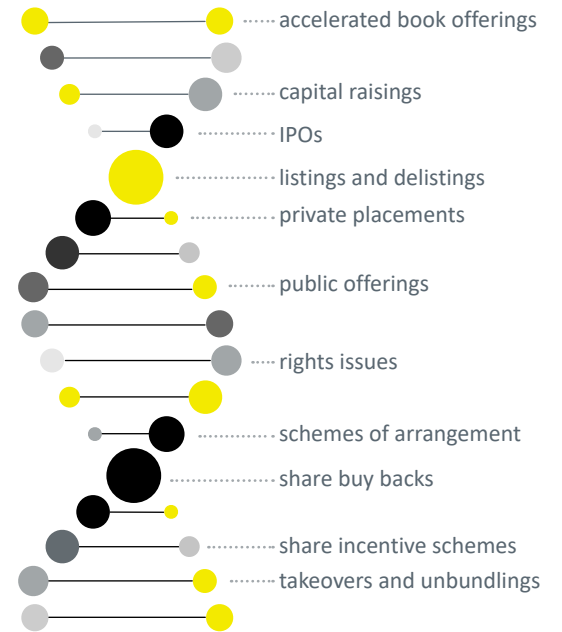 accelerated book offerings
capital raisings
IPOs
listings and delistings
private placements
public offerings
rights issues
schemes of arrangement
share buy backs
share incentive schemes
takeovers and unbundlings